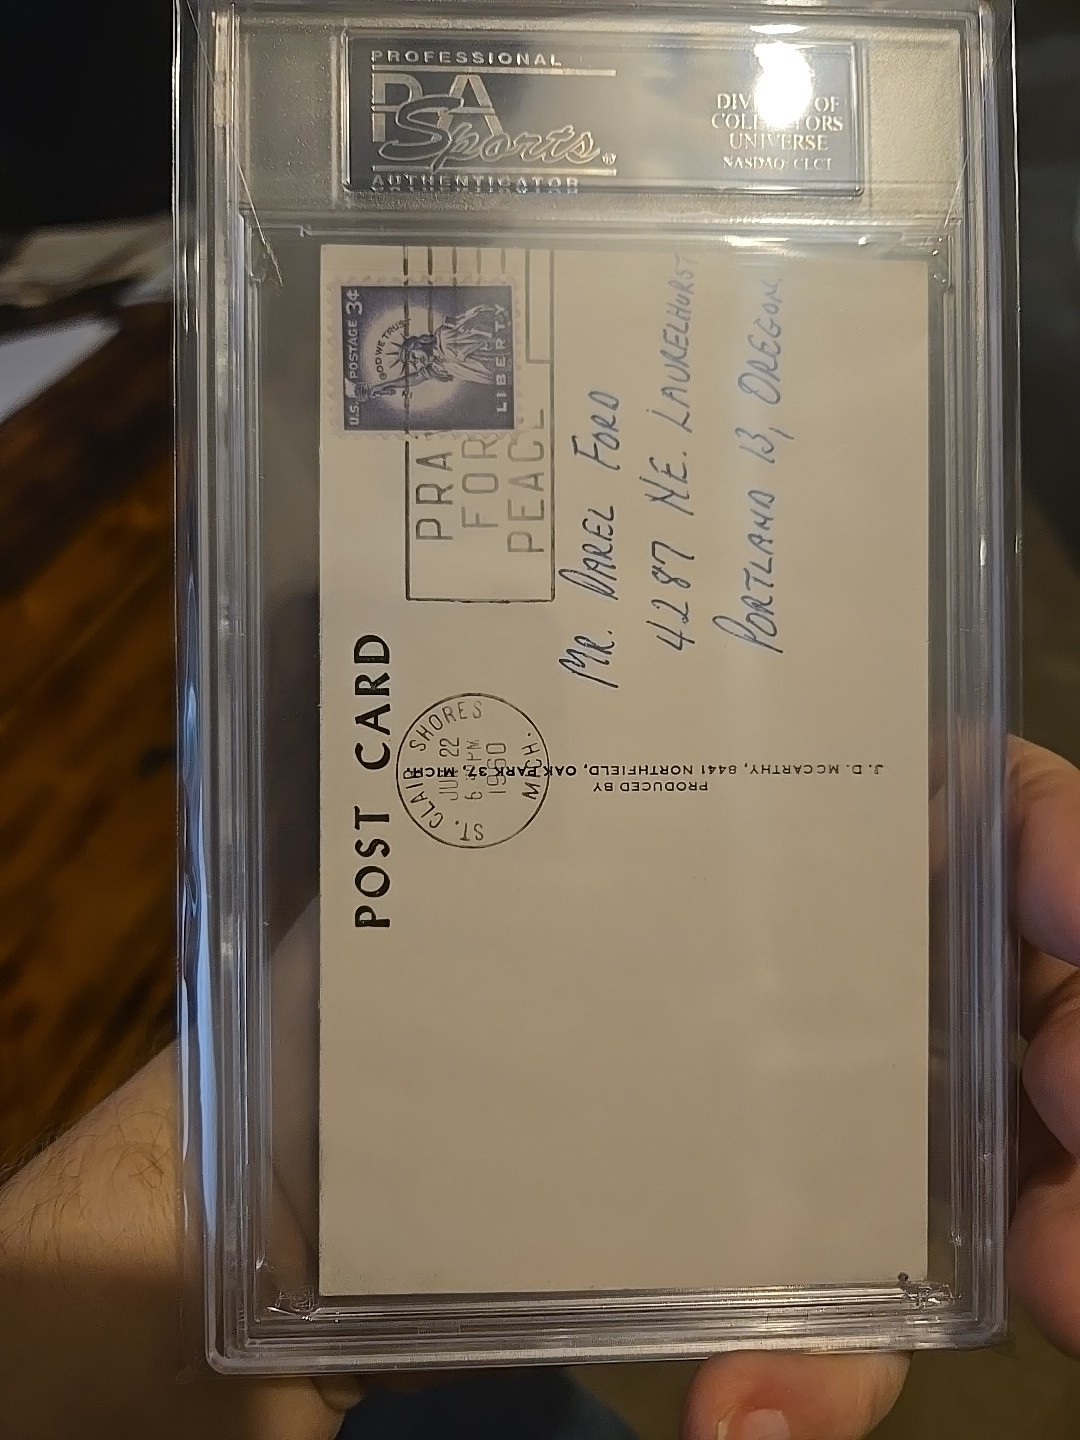 PROFESSIONAL
PSA
Sports®
AUTHENTICATOR
DIVISION OF
COLLECTORS
UNIVERSE
NASDAQ: CLCT
POST CARD
U.S. POSTAGE 3¢
IN GOD WE TRUST
LIBERTY
PRA
FOR
PEACE
ST. CLAIR SHORES
22
PM
1960
MICH.
MR. DAREL FORD
4287 NE. LAURELHURST
PORTLAND 13, OREGON.
PRODUCED BY
J. D. MCCARTHY, 8441 NORTHFIELD, OAK PARK 37, MICH.